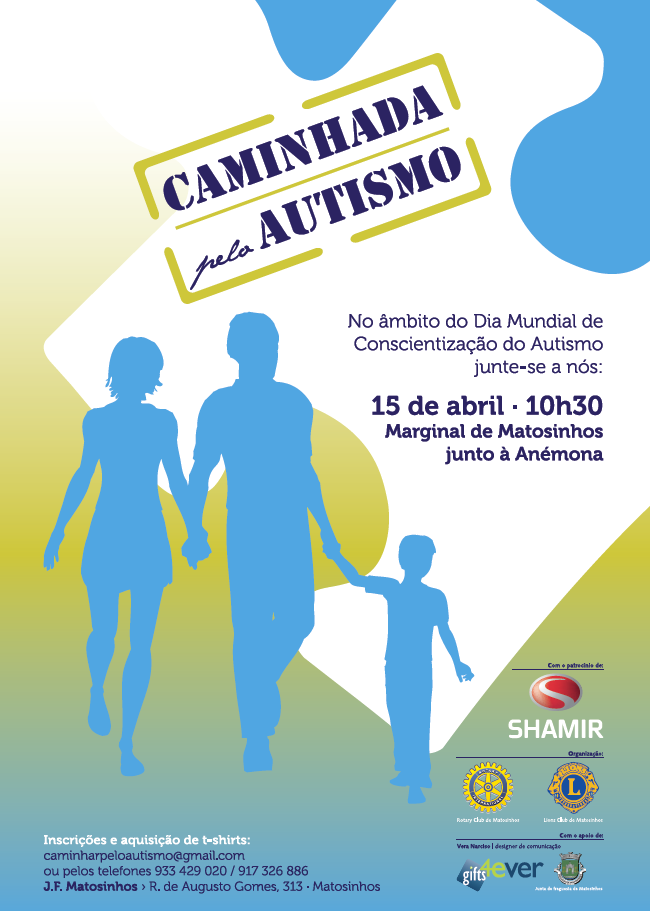 CAMINHADA
pelo AUTISMO
No âmbito do Dia Mundial de
Conscientização do Autismo
junte-se a nós:
15 de abril · 10h30
Marginal de Matosinhos
junto à Anémona
Com o patrocínio de:
SHAMIR
Organização:
Rotary Club de Matosinhos
Lions Club de Matosinhos
Com o apoio de:
Vera Narciso | designer de comunicação
gifts4ever
Junta de Freguesia de Matosinhos
Inscrições e aquisição de t-shirts:
caminharpeloautismo@gmail.com
ou pelos telefones 933 429 020 / 917 326 886
J.F. Matosinhos › R. de Augusto Gomes, 313 · Matosinhos